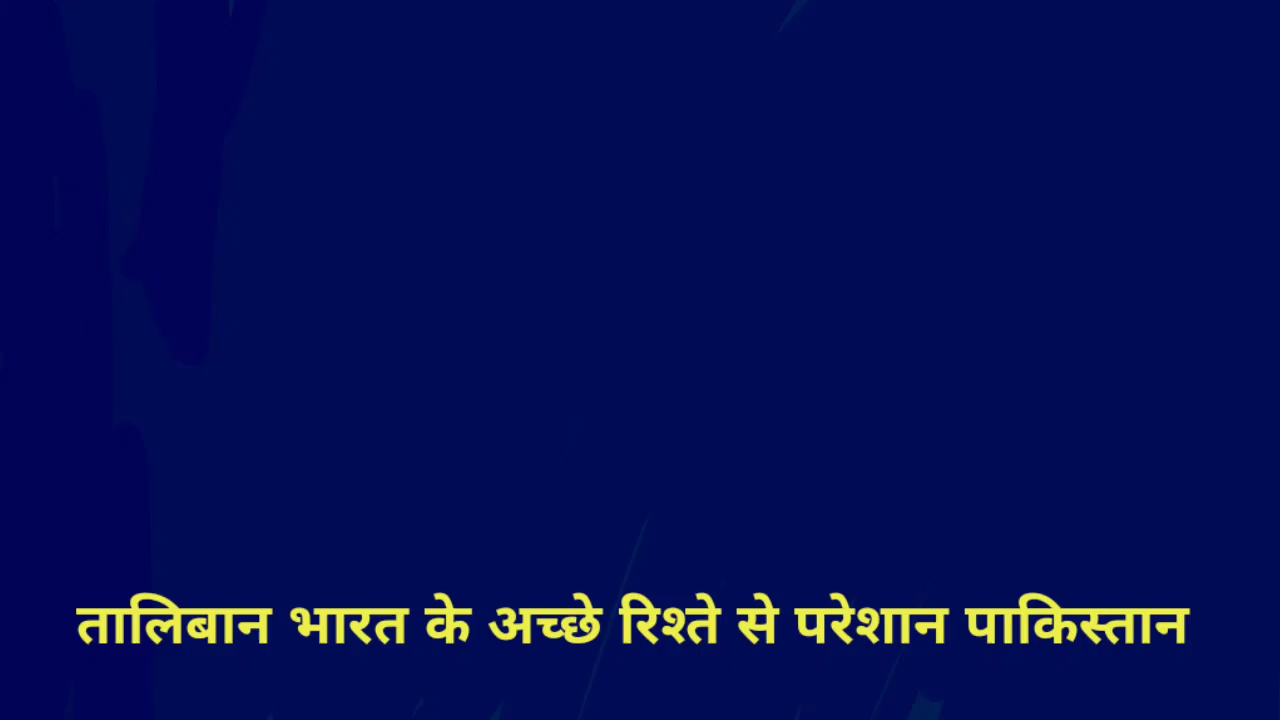 तालिबान भारत के अच्छे रिश्ते से परेशान पाकिस्तान